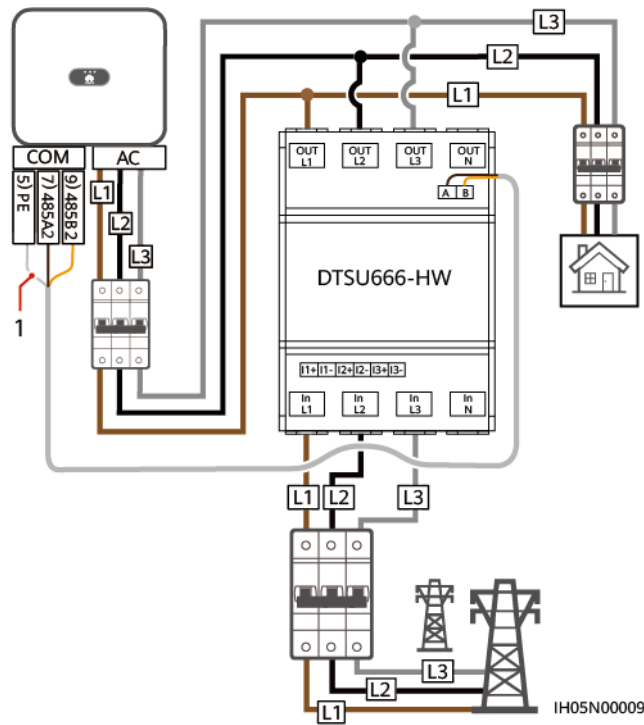 L3
L2
L1
COM
AC
5) PE
7) 485A2
9) 485B2
L1
L2
L3
1
OUT
L1
OUT
L2
OUT
L3
OUT
N
A
B
DTSU666-HW
I1+ I1- I2+ I2- I3+ I3-
In
L1
In
L2
In
L3
In
N
L1
L2
L3
L3
L2
L1
IH05N00009